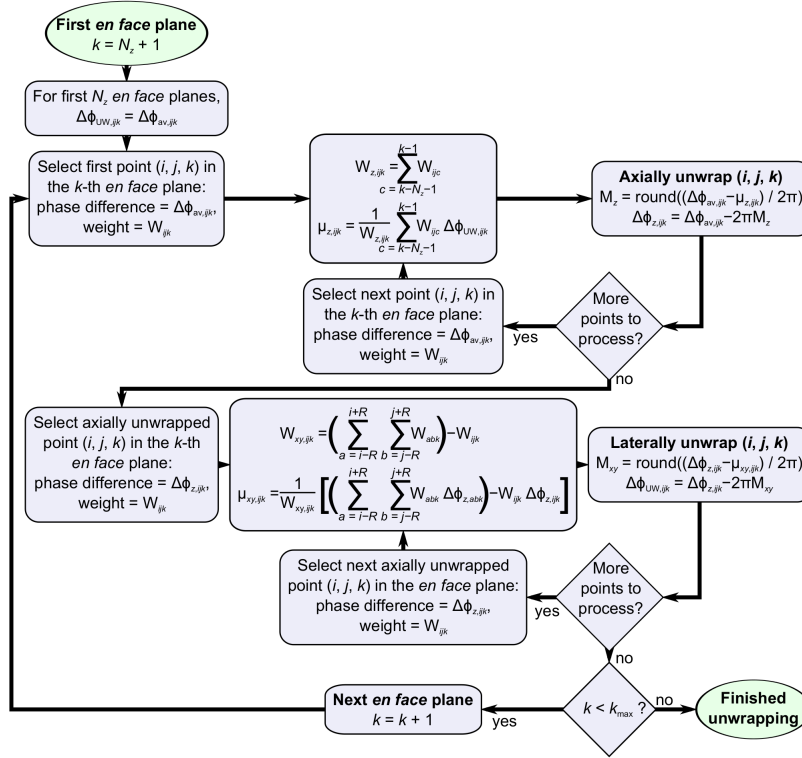 First en face plane
k = N_z + 1
For first N_z en face planes,
Δϕ_UW,ijk = Δϕ_av,ijk
Select first point (i, j, k) in
the k-th en face plane:
phase difference = Δϕ_av,ijk,
weight = W_ijk
k−1
W_z,ijk = ∑ W_ijc
c = k−N_z−1
k−1
μ_z,ijk = 1/W_z,ijk ∑ W_ijc Δϕ_UW,ijk
c = k−N_z−1
Axially unwrap (i, j, k)
M_z = round((Δϕ_av,ijk−μ_z,ijk) / 2π)
Δϕ_z,ijk = Δϕ_av,ijk−2πM_z
More
points to
process?
yes
no
Select next point (i, j, k) in
the k-th en face plane:
phase difference = Δϕ_av,ijk,
weight = W_ijk
Select axially unwrapped
point (i, j, k) in the k-th
en face plane:
phase difference = Δϕ_z,ijk,
weight = W_ijk
i+R j+R
W_xy,ijk = (∑ ∑ W_abk)−W_ijk
a = i−R b = j−R
i+R j+R
μ_xy,ijk = 1/W_xy,ijk [(∑ ∑ W_abk Δϕ_z,abk)−W_ijk Δϕ_z,ijk]
a = i−R b = j−R
Laterally unwrap (i, j, k)
M_xy = round((Δϕ_z,ijk−μ_xy,ijk) / 2π)
Δϕ_UW,ijk = Δϕ_z,ijk−2πM_xy
More
points to
process?
yes
no
Select next axially unwrapped
point (i, j, k) in the en face plane:
phase difference = Δϕ_z,ijk,
weight = W_ijk
k < k_max ?
yes
no
Next en face plane
k = k + 1
Finished
unwrapping